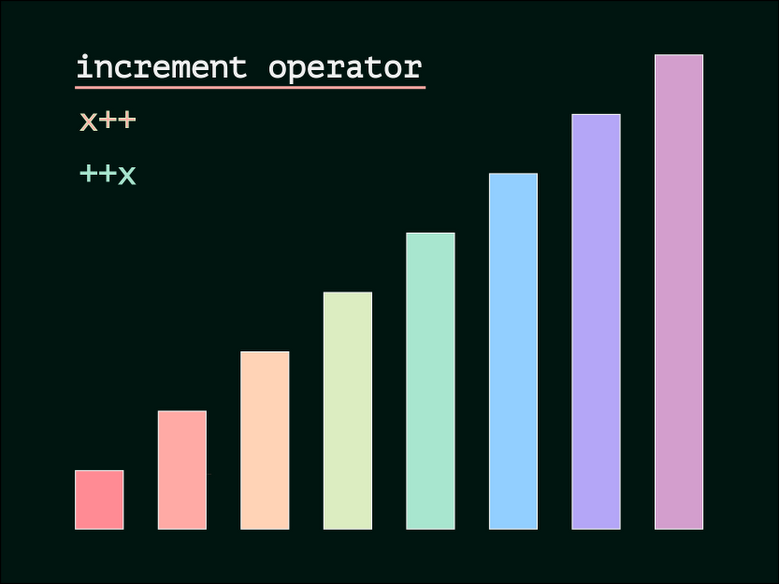 increment operator
x++
++x